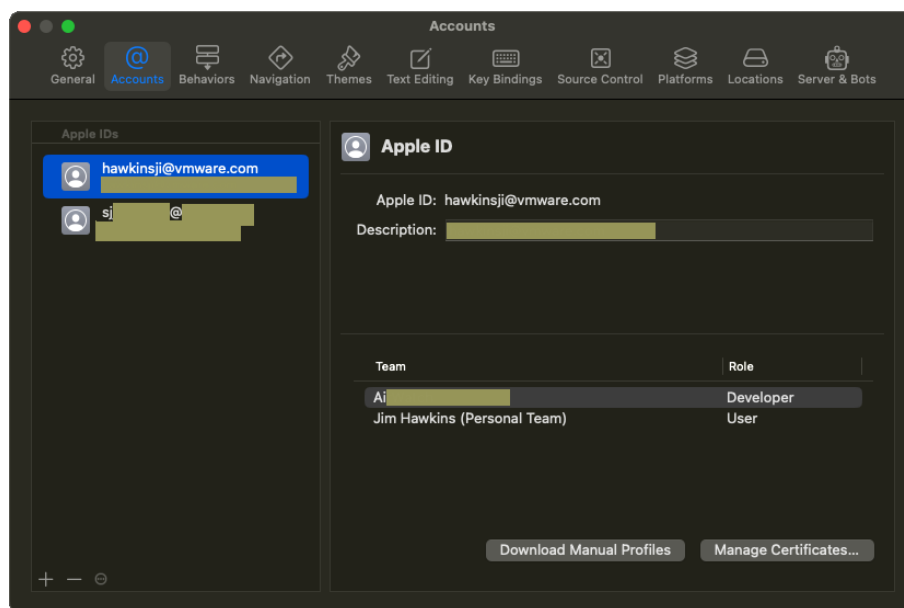 Accounts
General Accounts Behaviors Navigation Themes Text Editing Key Bindings Source Control Platforms Locations Server & Bots
Apple IDs
hawkinsji@vmware.com
sj @
Apple ID
Apple ID: hawkinsji@vmware.com
Description:
Team Role
Ai Developer
Jim Hawkins (Personal Team) User
Download Manual Profiles Manage Certificates...